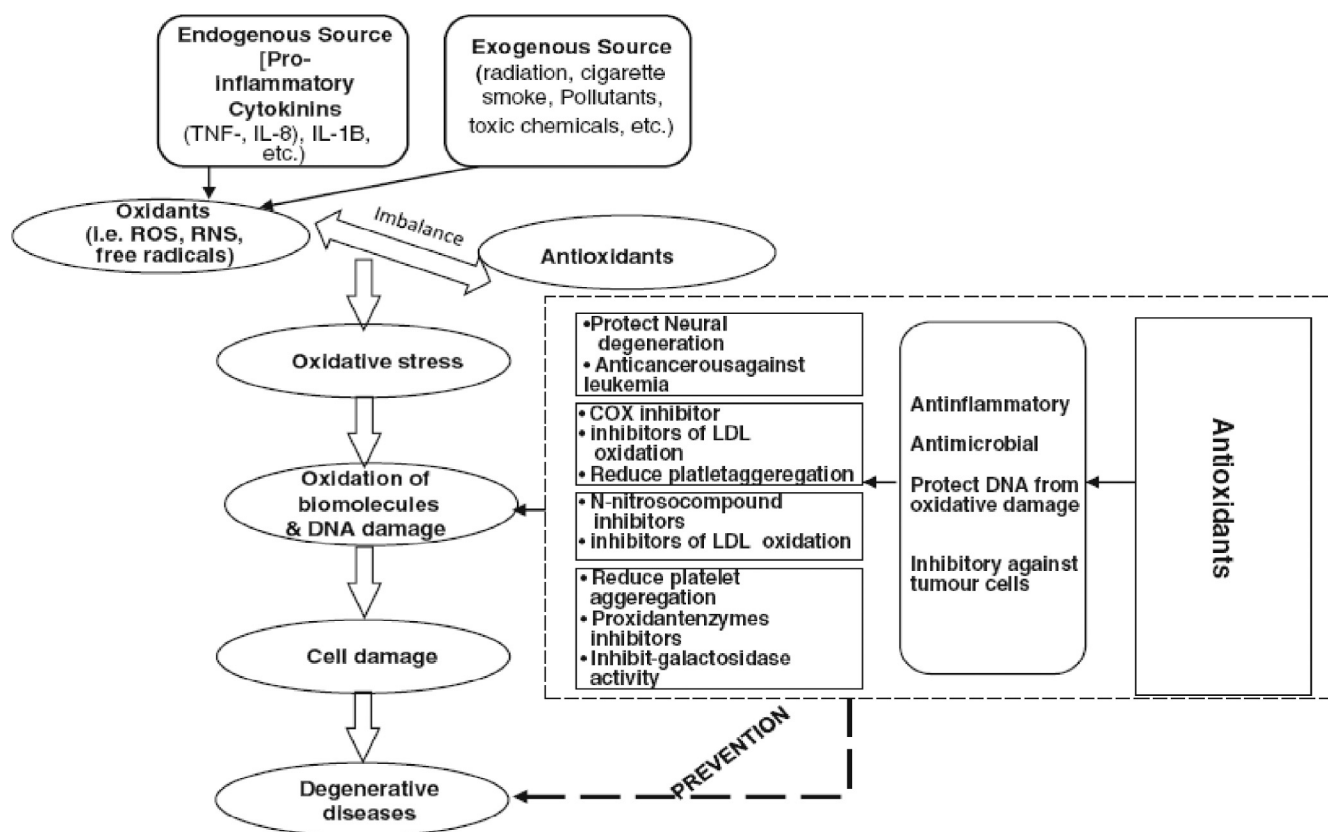 Endogenous Source
[Pro-
inflammatory
Cytokinins
(TNF-, IL-8), IL-1B,
etc.)
Exogenous Source
(radiation, cigarette
smoke, Pollutants,
toxic chemicals, etc.)
Oxidants
(i.e. ROS, RNS,
free radicals)
Imbalance
Antioxidants
Oxidative stress
Oxidation of
biomolecules
& DNA damage
Cell damage
Degenerative
diseases
•Protect Neural
degeneration
• Anticancerousagainst
leukemia
• COX inhibitor
• inhibitors of LDL
oxidation
• Reduce platletaggeregation
• N-nitrosocompound
inhibitors
• inhibitors of LDL oxidation
• Reduce platelet
aggeregation
• Proxidantenzymes
inhibitors
• Inhibit-galactosidase
activity
Antinflammatory
Antimicrobial
Protect DNA from
oxidative damage
Inhibitory against
tumour cells
Antioxidants
PREVENTION